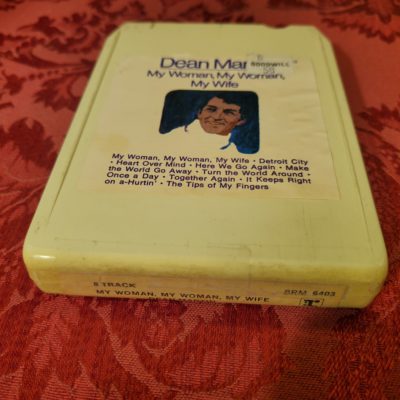 Dean Mar
GOODWILL
My Woman, My Woman,
My Wife
My Woman, My Woman, My Wife • Detroit City
• Heart Over Mind • Here We Go Again • Make
the World Go Away • Turn the World Around •
Once a Day • Together Again • It Keeps Right
on a-Hurtin' • The Tips of My Fingers
8 TRACK
8RM 6403
MY WOMAN, MY WOMAN, MY WIFE